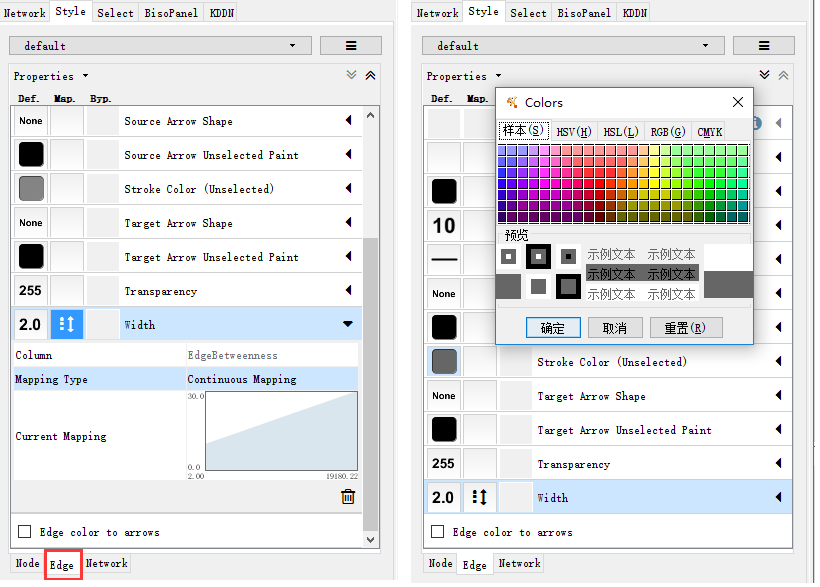 Network Style Select BisoPanel KDDN
default
Properties
Def. Map. Byp.
None Source Arrow Shape
Source Arrow Unselected Paint
Stroke Color (Unselected)
None Target Arrow Shape
Target Arrow Unselected Paint
255 Transparency
2.0 Width
Column EdgeBetweenness
Mapping Type Continuous Mapping
30.0
Current Mapping
0.0
2.00 19180.22
Edge color to arrows
Node Edge Network
Network Style Select BisoPanel KDDN
default
Properties
Def. Map.
10
None
Stroke Color (Unselected)
None Target Arrow Shape
Target Arrow Unselected Paint
255 Transparency
2.0 Width
Edge color to arrows
Node Edge Network
Colors
样本(S) HSV(H) HSL(L) RGB(G) CMYK
预览
示例文本 示例文本
示例文本 示例文本
示例文本 示例文本
确定 取消 重置(R)